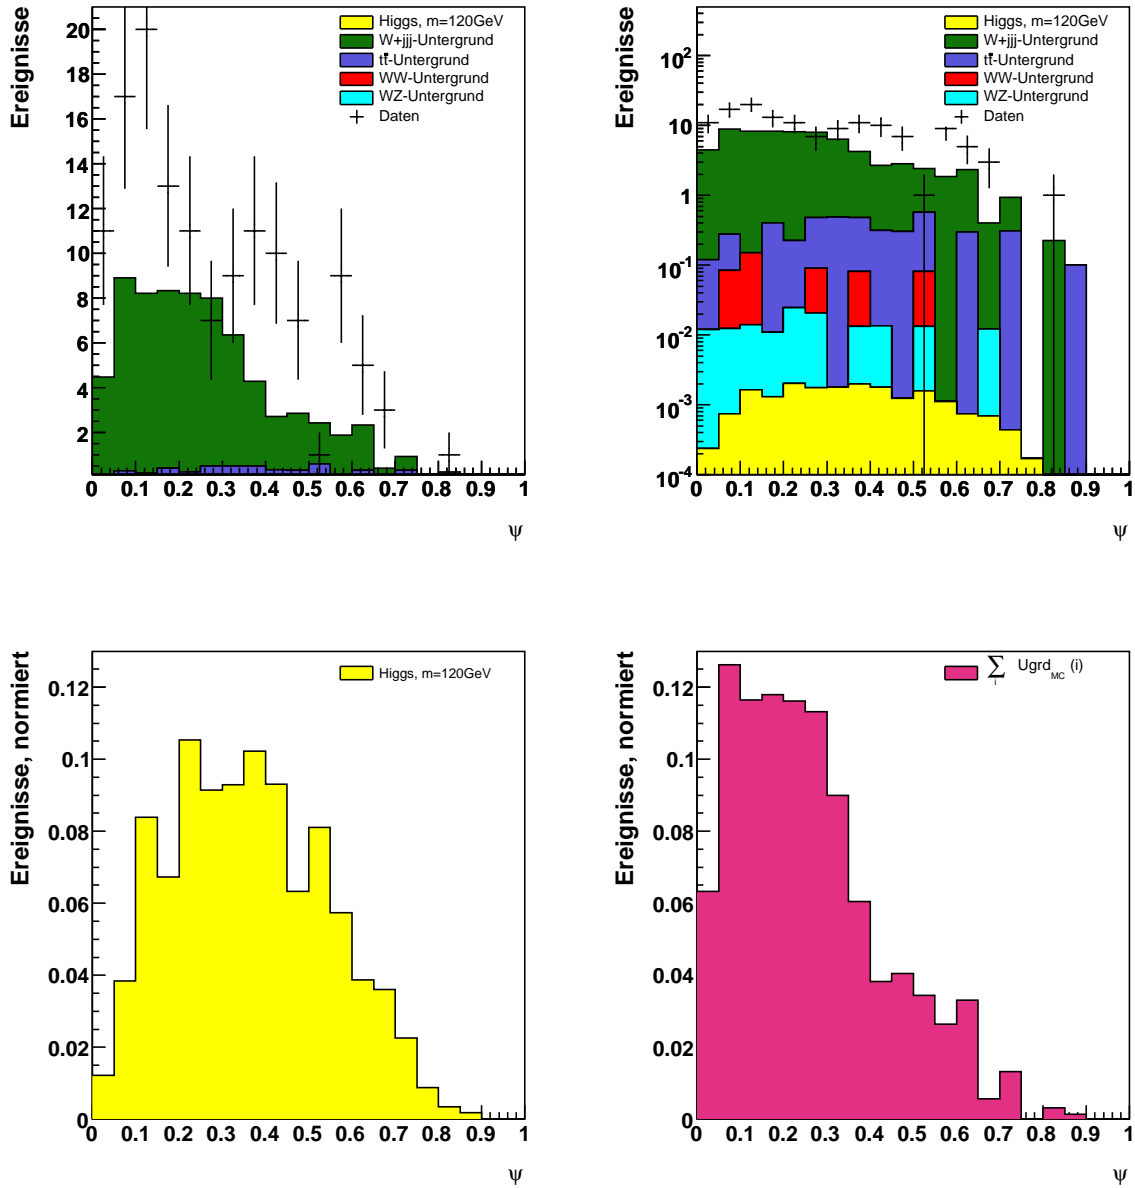 Ereignisse
20
18
16
14
12
10
8
6
4
2
0 0.1 0.2 0.3 0.4 0.5 0.6 0.7 0.8 0.9 1
ψ
Higgs, m=120GeV
W+jjj-Untergrund
tt̄-Untergrund
WW-Untergrund
WZ-Untergrund
Daten
Ereignisse
10²
10
1
10⁻¹
10⁻²
10⁻³
10⁻⁴
0 0.1 0.2 0.3 0.4 0.5 0.6 0.7 0.8 0.9 1
ψ
Higgs, m=120GeV
W+jjj-Untergrund
tt̄-Untergrund
WW-Untergrund
WZ-Untergrund
Daten
Ereignisse, normiert
0.12
0.1
0.08
0.06
0.04
0.02
0
0 0.1 0.2 0.3 0.4 0.5 0.6 0.7 0.8 0.9 1
ψ
Higgs, m=120GeV
Ereignisse, normiert
0.12
0.1
0.08
0.06
0.04
0.02
0
0 0.1 0.2 0.3 0.4 0.5 0.6 0.7 0.8 0.9 1
ψ
∑ᵢ Ugrd_MC (i)